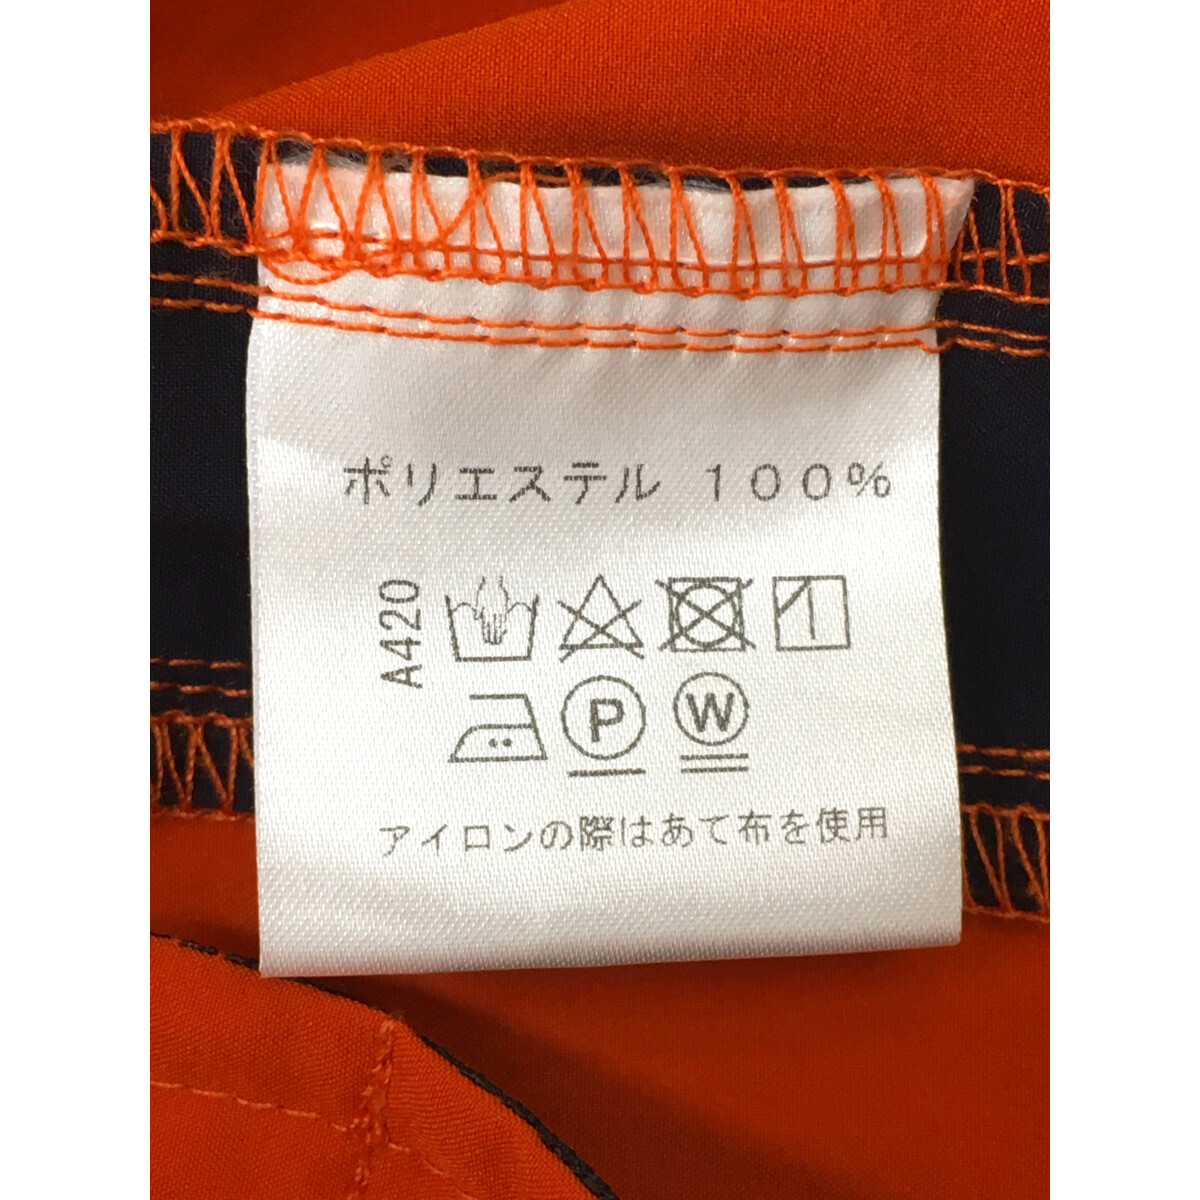 ポリエステル 100%
A420
P W
アイロンの際はあて布を使用